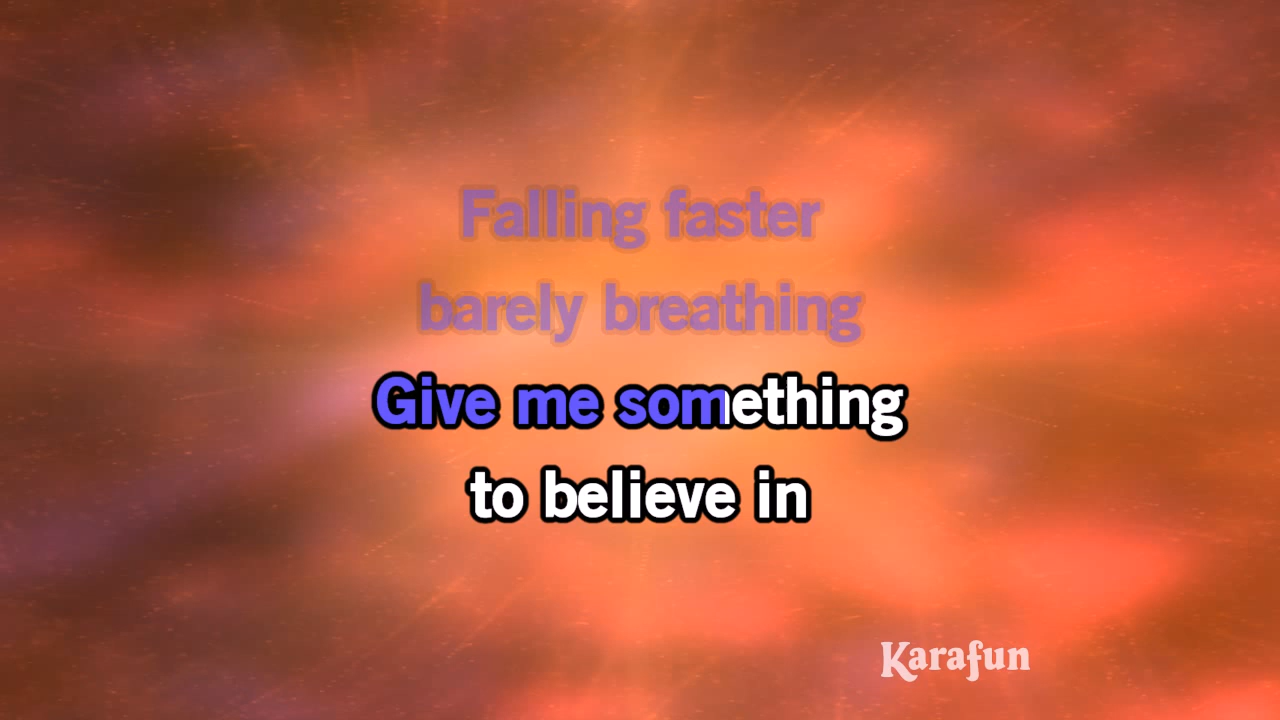 Falling faster
barely breathing
Give me something
to believe in
Karafun